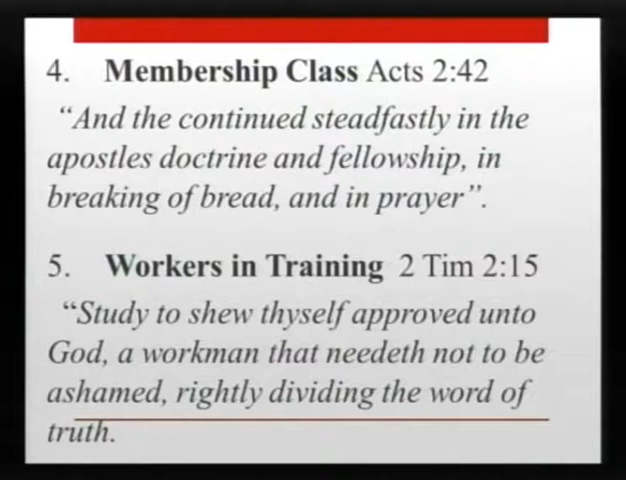 4. Membership Class Acts 2:42
“And the continued steadfastly in the
apostles doctrine and fellowship, in
breaking of bread, and in prayer”.
5. Workers in Training 2 Tim 2:15
“Study to shew thyself approved unto
God, a workman that needeth not to be
ashamed, rightly dividing the word of
truth.